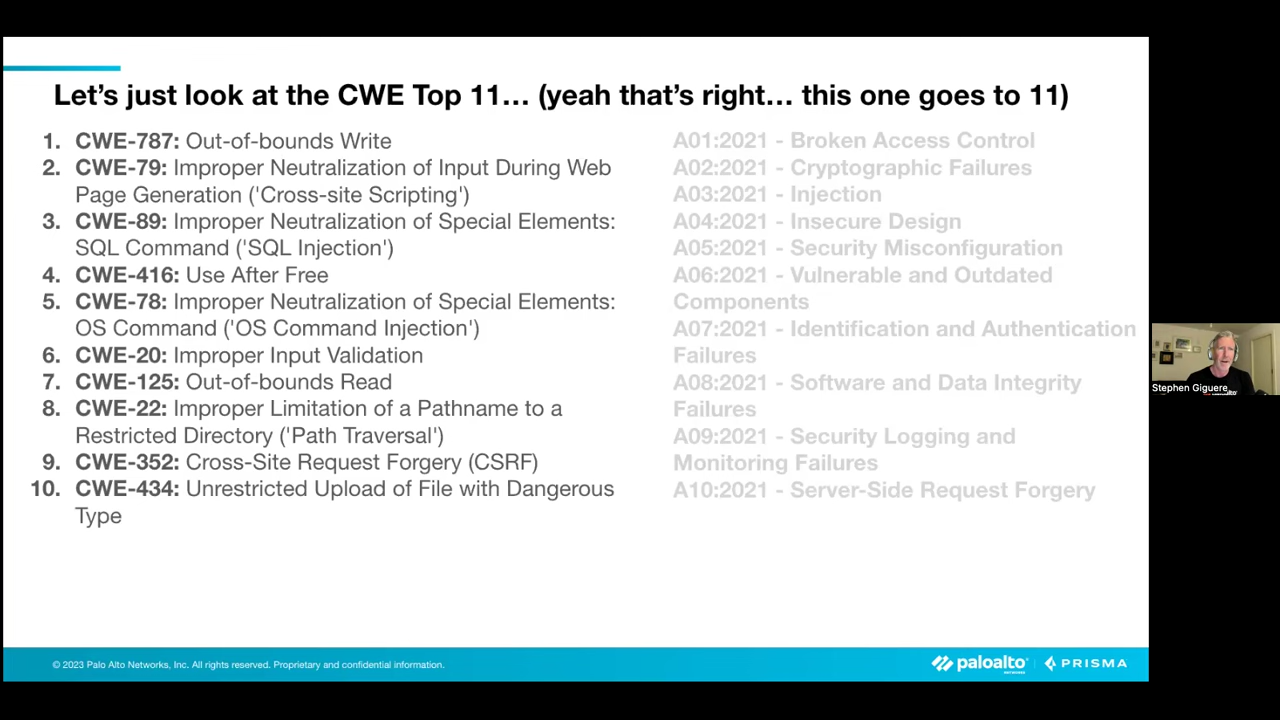 Let's just look at the CWE Top 11… (yeah that's right… this one goes to 11)
1. CWE-787: Out-of-bounds Write
2. CWE-79: Improper Neutralization of Input During Web
Page Generation ('Cross-site Scripting')
3. CWE-89: Improper Neutralization of Special Elements:
SQL Command ('SQL Injection')
4. CWE-416: Use After Free
5. CWE-78: Improper Neutralization of Special Elements:
OS Command ('OS Command Injection')
6. CWE-20: Improper Input Validation
7. CWE-125: Out-of-bounds Read
8. CWE-22: Improper Limitation of a Pathname to a
Restricted Directory ('Path Traversal')
9. CWE-352: Cross-Site Request Forgery (CSRF)
10. CWE-434: Unrestricted Upload of File with Dangerous
Type
A01:2021 - Broken Access Control
A02:2021 - Cryptographic Failures
A03:2021 - Injection
A04:2021 - Insecure Design
A05:2021 - Security Misconfiguration
A06:2021 - Vulnerable and Outdated
Components
A07:2021 - Identification and Authentication
Failures
A08:2021 - Software and Data Integrity
Failures
A09:2021 - Security Logging and
Monitoring Failures
A10:2021 - Server-Side Request Forgery
Stephen Giguere
© 2023 Palo Alto Networks, Inc. All rights reserved. Proprietary and confidential information.
paloalto
NETWORKS
PRISMA